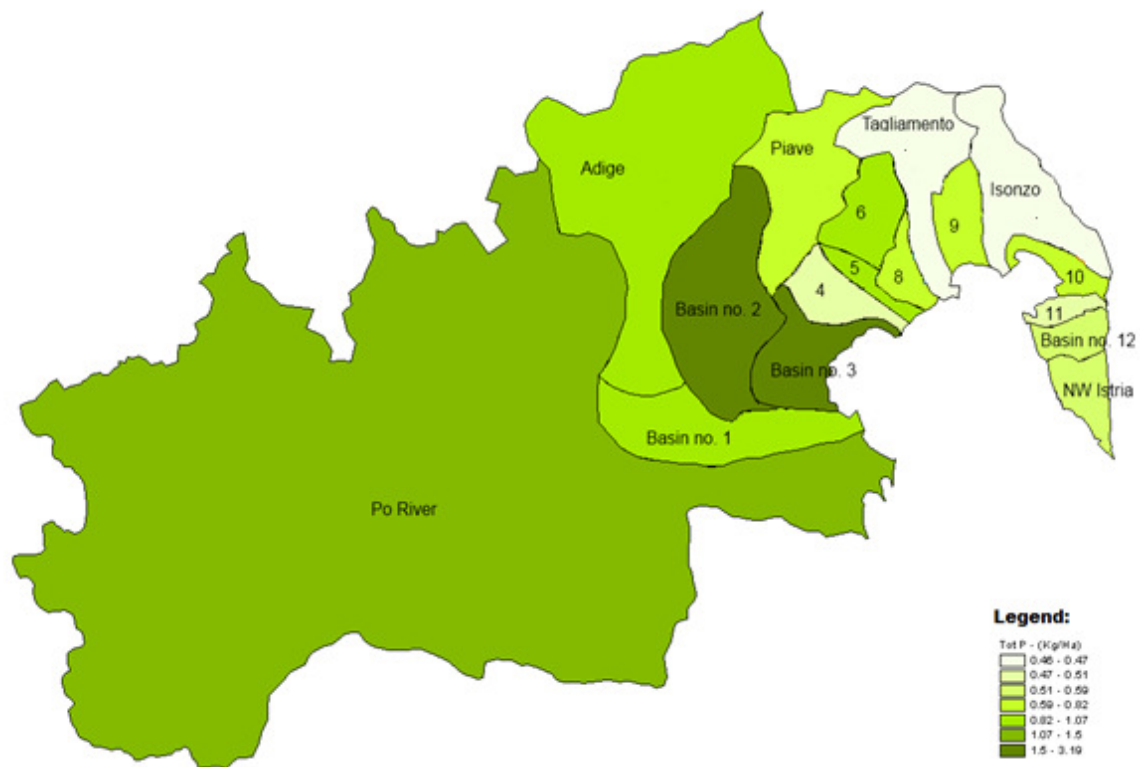 Tagliamento
Piave
Adige
Isonzo
6
9
5
8
10
4
Basin no. 2
11
Basin no. 12
Basin no. 3
NW Istria
Basin no. 1
Po River
Legend:
Tot P - (Kg/Ha)
0.46 - 0.47
0.47 - 0.51
0.51 - 0.59
0.59 - 0.82
0.82 - 1.07
1.07 - 1.5
1.5 - 3.19